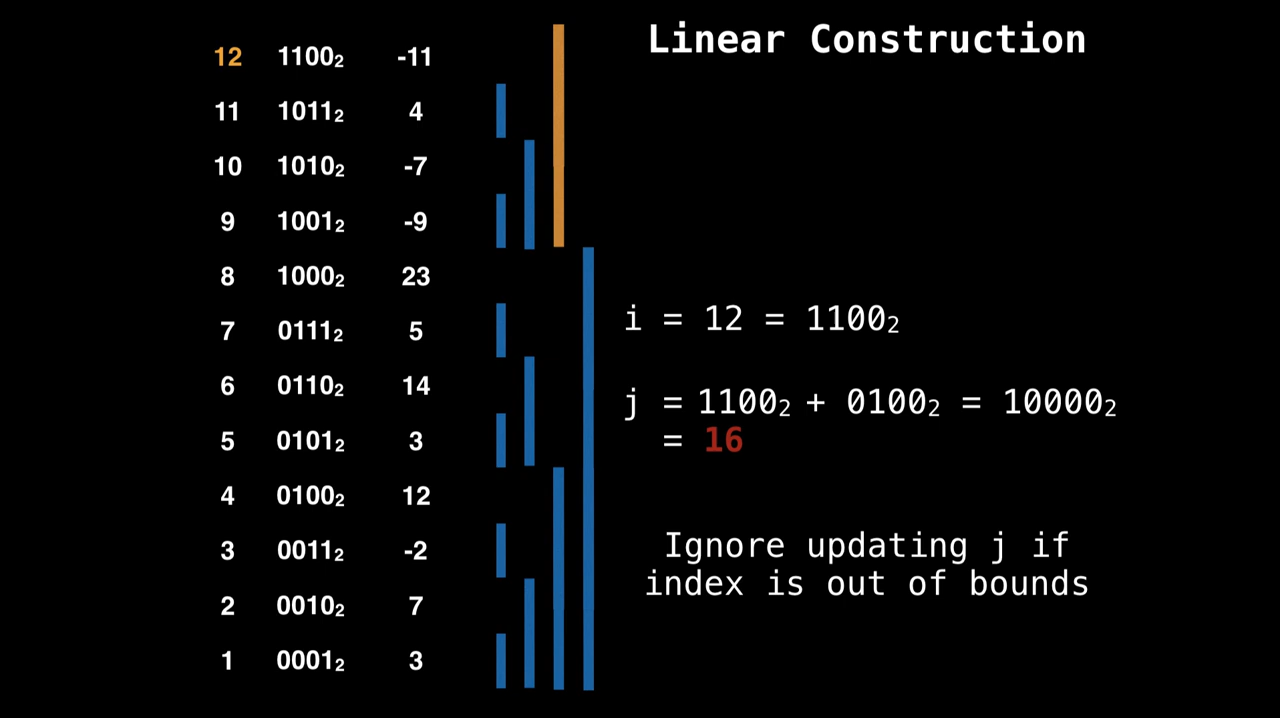 Linear Construction
12 1100₂ -11
11 1011₂ 4
10 1010₂ -7
9 1001₂ -9
8 1000₂ 23
7 0111₂ 5
6 0110₂ 14
5 0101₂ 3
4 0100₂ 12
3 0011₂ -2
2 0010₂ 7
1 0001₂ 3
i = 12 = 1100₂
j = 1100₂ + 0100₂ = 10000₂
= 16
Ignore updating j if
index is out of bounds